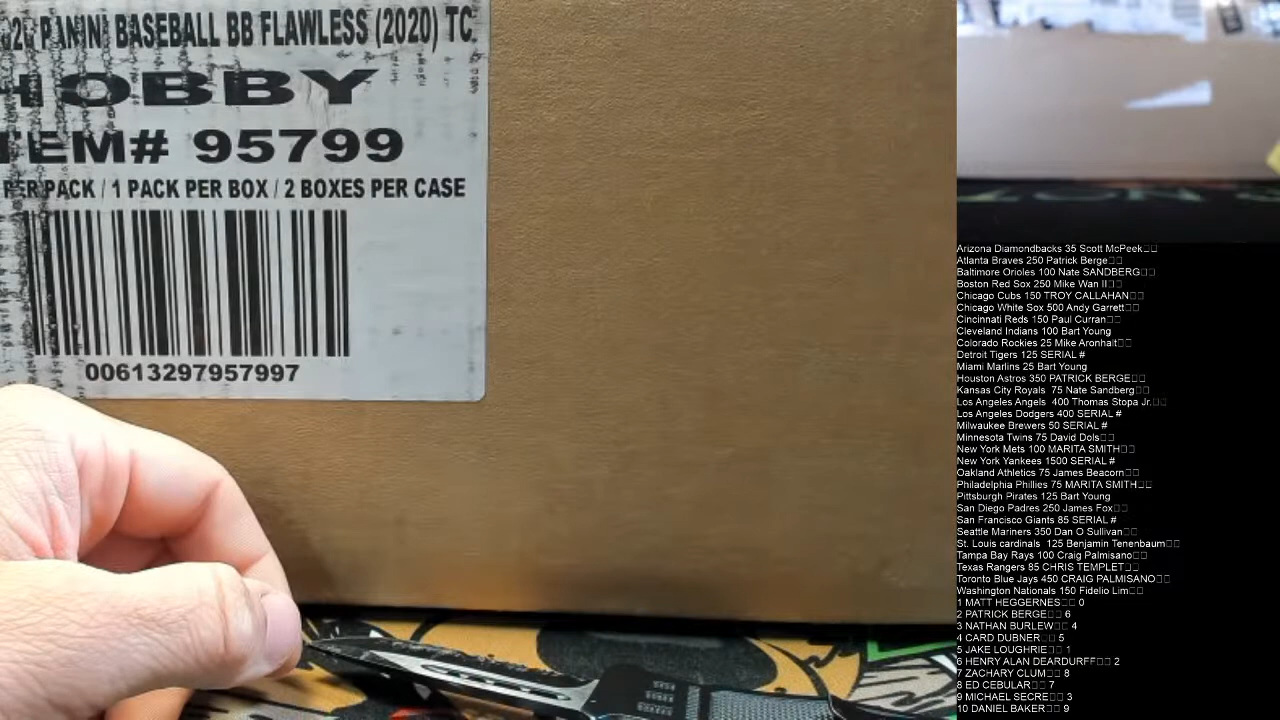 PANINI BASEBALL BB FLAWLESS (2020) TC
HOBBY
ITEM# 95799
PER PACK / 1 PACK PER BOX / 2 BOXES PER CASE
00613297957997
Arizona Diamondbacks 35 Scott McPeek
Atlanta Braves 250 Patrick Berge
Baltimore Orioles 100 Nate SANDBERG
Boston Red Sox 250 Mike Wan II
Chicago Cubs 150 TROY CALLAHAN
Chicago White Sox 500 Andy Garrett
Cincinnati Reds 150 Paul Curran
Cleveland Indians 100 Bart Young
Colorado Rockies 25 Mike Aronhalt
Detroit Tigers 125 SERIAL #
Miami Marlins 25 Bart Young
Houston Astros 350 PATRICK BERGE
Kansas City Royals 75 Nate Sandberg
Los Angeles Angels 400 Thomas Stopa Jr.
Los Angeles Dodgers 400 SERIAL #
Milwaukee Brewers 50 SERIAL #
Minnesota Twins 75 David Dols
New York Mets 100 MARITA SMITH
New York Yankees 1500 SERIAL #
Oakland Athletics 75 James Beacorn
Philadelphia Phillies 75 MARITA SMITH
Pittsburgh Pirates 125 Bart Young
San Diego Padres 250 James Fox
San Francisco Giants 85 SERIAL #
Seattle Mariners 350 Dan O Sullivan
St. Louis cardinals 125 Benjamin Tenenbaum
Tampa Bay Rays 100 Craig Palmisano
Texas Rangers 85 CHRIS TEMPLET
Toronto Blue Jays 450 CRAIG PALMISANO
Washington Nationals 150 Fidelio Lim
1 MATT HEGGERNES 0
2 PATRICK BERGE 6
3 NATHAN BURLEW 4
4 CARD DUBNER 5
5 JAKE LOUGHRIE 1
6 HENRY ALAN DEARDURFF 2
7 ZACHARY CLUM 8
8 ED CEBULAR 7
9 MICHAEL SECRE 3
10 DANIEL BAKER 9